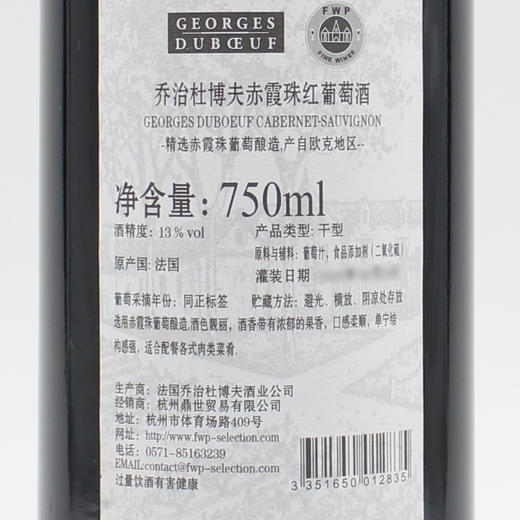 GEORGES
DUBŒUF
FWP
FINE WINES
乔治杜博夫赤霞珠红葡萄酒
GEORGES DUBOEUF CABERNET-SAUVIGNON
-精选赤霞珠葡萄酿造,产自欧克地区--
净含量: 750ml
酒精度: 13% vol
产品类型: 干型
原料与辅料: 葡萄汁, 食品添加剂 (二氧化硫)
原产国: 法国
灌装日期
葡萄采摘年份: 同正标签
贮藏方法: 避光、横放、阴凉处存放
选用赤霞珠葡萄酿造,酒色靓丽, 酒香带有浓郁的果香, 口感柔顺, 单宁结
构感强, 适合配餐各式肉类菜肴.
生产商: 法国乔治杜博夫酒业公司
经销商: 杭州鼎世贸易有限公司
地址: 杭州市体育场路409号
网址: http://www.fwp-selection.com
电话: 0571-85163239
EMAIL:contact@fwp-selection.com
过量饮酒有害健康
3 351650 012835